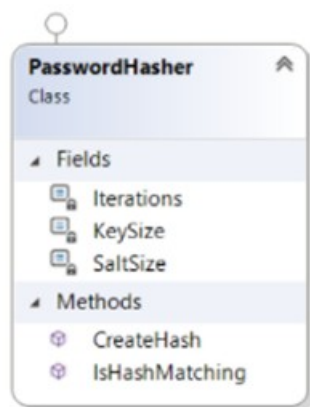 PasswordHasher
Class
Fields
Iterations
KeySize
SaltSize
Methods
CreateHash
IsHashMatching